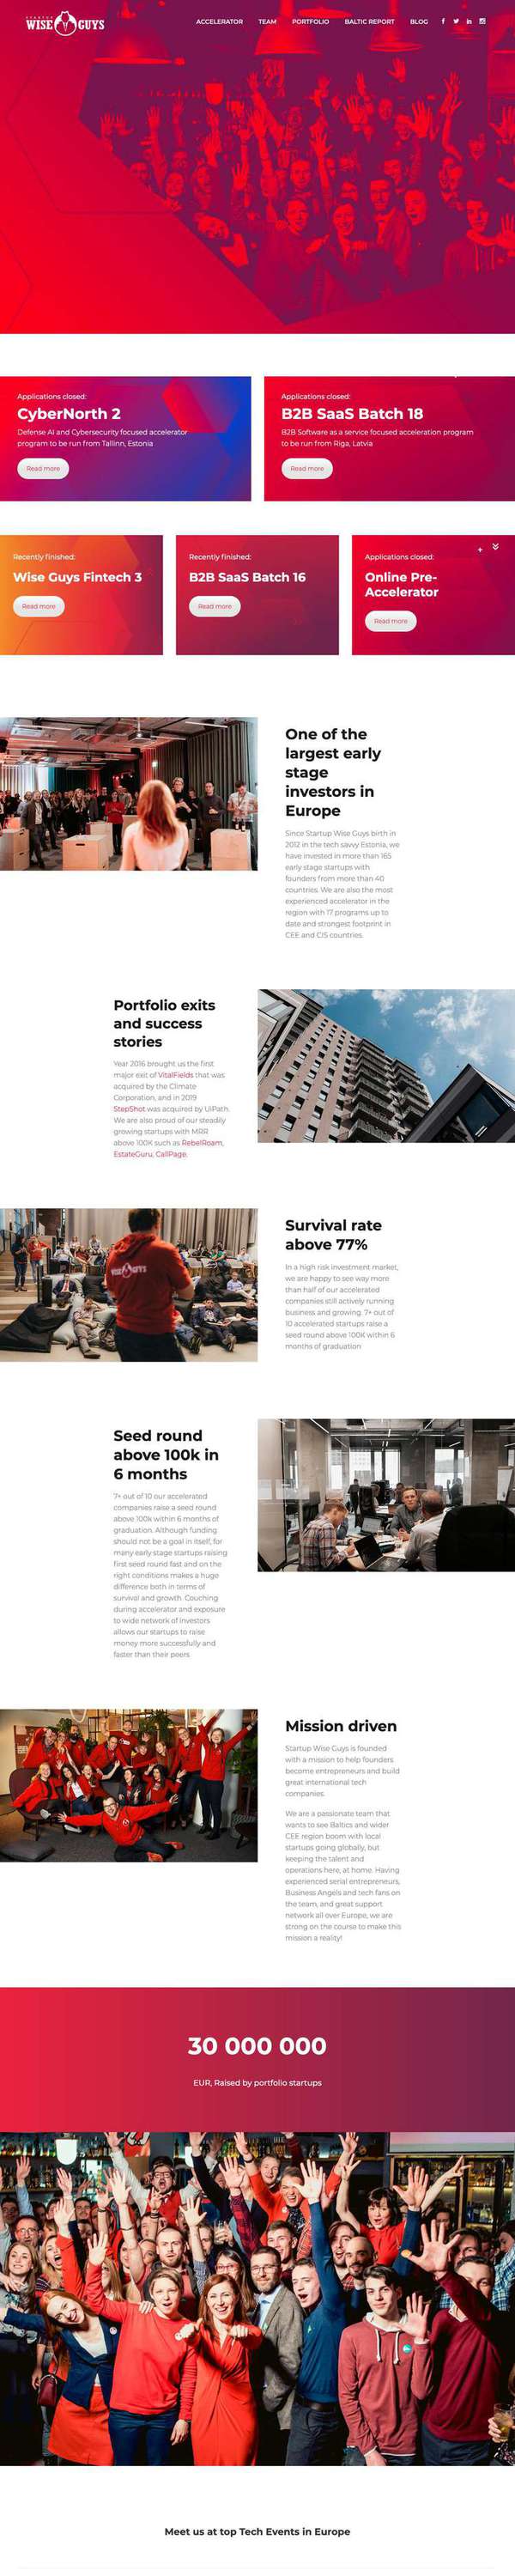 STARTUP
WISE GUYS
ACCELERATOR TEAM PORTFOLIO BALTIC REPORT BLOG
Applications closed:
CyberNorth 2
Defense AI and Cybersecurity focused accelerator
program to be run from Tallinn, Estonia
Read more
Applications closed:
B2B SaaS Batch 18
B2B Software as a service focused acceleration program
to be run from Riga, Latvia
Read more
Recently finished:
Wise Guys Fintech 3
Read more
Recently finished:
B2B SaaS Batch 16
Read more
Applications closed:
Online Pre-
Accelerator
Read more
One of the
largest early
stage
investors in
Europe
Since Startup Wise Guys birth in
2012 in the tech savvy Estonia, we
have invested in more than 165
early stage startups with
founders from more than 40
countries. We are also the most
experienced accelerator in the
region with 17 programs up to
date and strongest footprint in
CEE and CIS countries.
Portfolio exits
and success
stories
Year 2016 brought us the first
major exit of VitalFields that was
acquired by the Climate
Corporation, and in 2019
StepShot was acquired by UiPath.
We are also proud of our steadily
growing startups with MRR
above 100K such as RebelRoam,
EstateGuru, CallPage.
WISE GUYS
Survival rate
above 77%
In a high risk investment market,
we are happy to see way more
than half of our accelerated
companies still actively running
business and growing. 7+ out of
10 accelerated startups raise a
seed round above 100K within 6
months of graduation
Seed round
above 100k in
6 months
7+ out of 10 our accelerated
companies raise a seed round
above 100k within 6 months of
graduation. Although funding
should not be a goal in itself, for
many early stage startups raising
first seed round fast and on the
right conditions makes a huge
difference both in terms of
survival and growth. Couching
during accelerator and exposure
to wide network of investors
allows our startups to raise
money more successfully and
faster than their peers
Mission driven
Startup Wise Guys is founded
with a mission to help founders
become entrepreneurs and build
great international tech
companies.
We are a passionate team that
wants to see Baltics and wider
CEE region boom with local
startups going globally, but
keeping the talent and
operations here, at home. Having
experienced serial entrepreneurs,
Business Angels and tech fans on
the team, and great support
network all over Europe, we are
strong on the course to make this
mission a reality!
30 000 000
EUR, Raised by portfolio startups
Meet us at top Tech Events in Europe